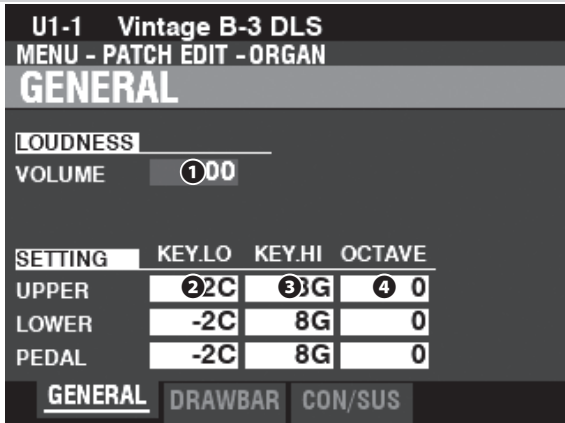 U1-1 Vintage B-3 DLS
MENU - PATCH EDIT - ORGAN
GENERAL
LOUDNESS
VOLUME 1 00
SETTING KEY.LO KEY.HI OCTAVE
UPPER 2 2C 3 G 4 0
LOWER -2C 8G 0
PEDAL -2C 8G 0
GENERAL DRAWBAR CON/SUS